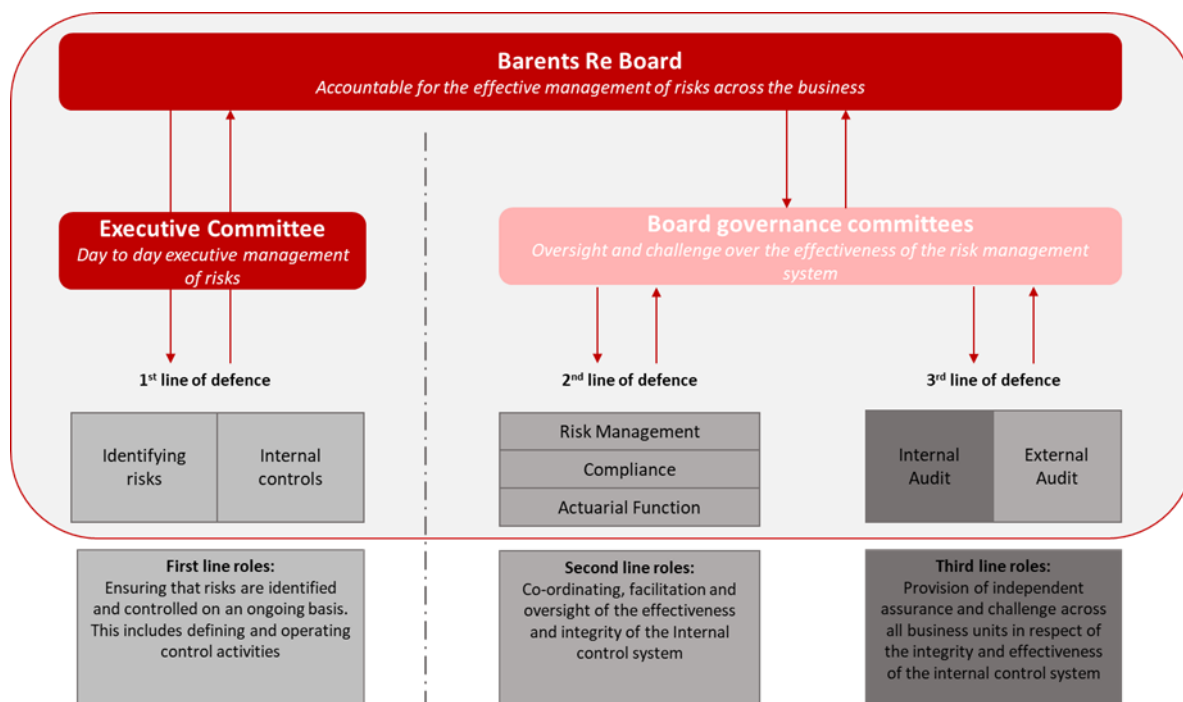 Barents Re Board
Accountable for the effective management of risks across the business
Executive Committee
Day to day executive management
of risks
Board governance committees
Oversight and challenge over the effectiveness of the risk management
system
1st line of defence
2nd line of defence
3rd line of defence
Identifying
risks
Internal
controls
Risk Management
Compliance
Actuarial Function
Internal
Audit
External
Audit
First line roles:
Ensuring that risks are identified
and controlled on an ongoing basis.
This includes defining and operating
control activities
Second line roles:
Co-ordinating, facilitation and
oversight of the effectiveness
and integrity of the Internal
control system
Third line roles:
Provision of independent
assurance and challenge across
all business units in respect of
the integrity and effectiveness
of the internal control system